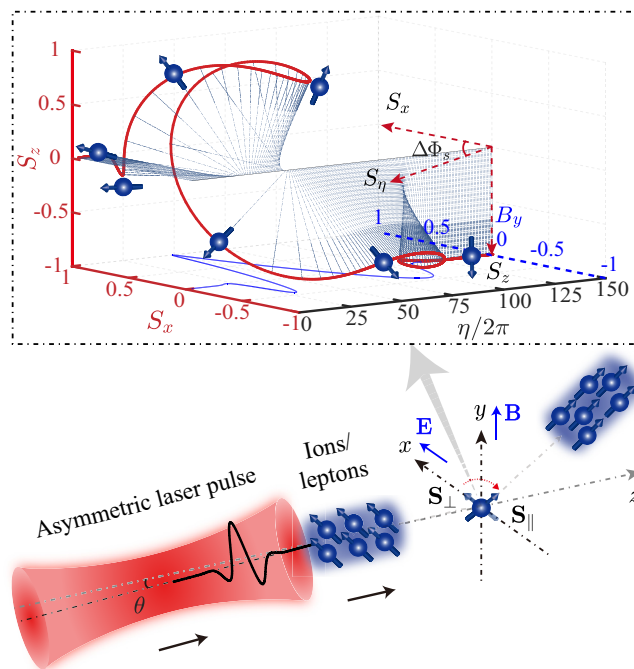 1
0.5
0
-0.5
-1
S_z
1
0.5
0
-0.5
-1
S_x
0
25
50
75
100
125
150
η/2π
S_x
ΔΦ_s
S_η
B_y
1
0.5
0
-0.5
-1
S_z
Asymmetric laser pulse
Ions/
leptons
θ
E
B
x
y
z
S_⊥
S_∥